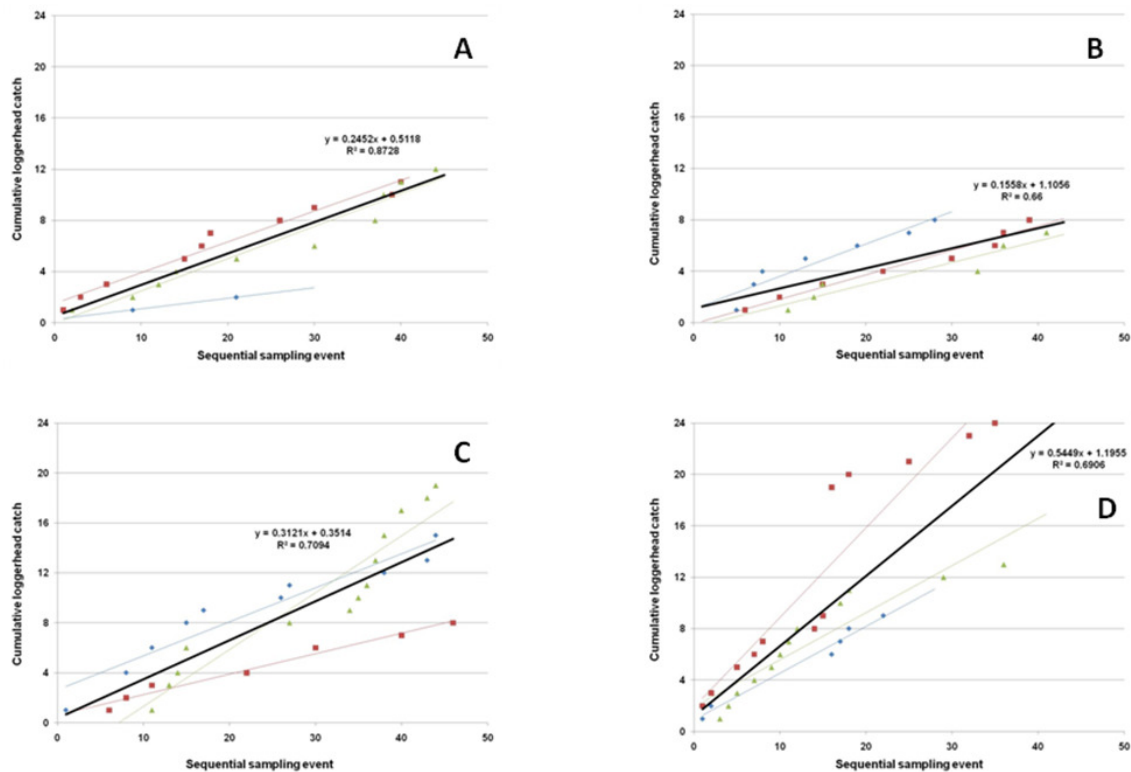 24
20
16
12
8
4
0
Cumulative loggerhead catch
A
y = 0.2452x + 0.5118
R² = 0.8728
0 10 20 30 40 50
Sequential sampling event
24
20
16
12
8
4
0
Cumulative loggerhead catch
B
y = 0.1558x + 1.1056
R² = 0.66
0 10 20 30 40 50
Sequential sampling event
24
20
16
12
8
4
0
Cumulative loggerhead catch
C
y = 0.3121x + 0.3514
R² = 0.7094
0 10 20 30 40 50
Sequential sampling event
24
20
16
12
8
4
0
Cumulative loggerhead catch
y = 0.5449x + 1.1955
R² = 0.6906
D
0 10 20 30 40 50
Sequential sampling event